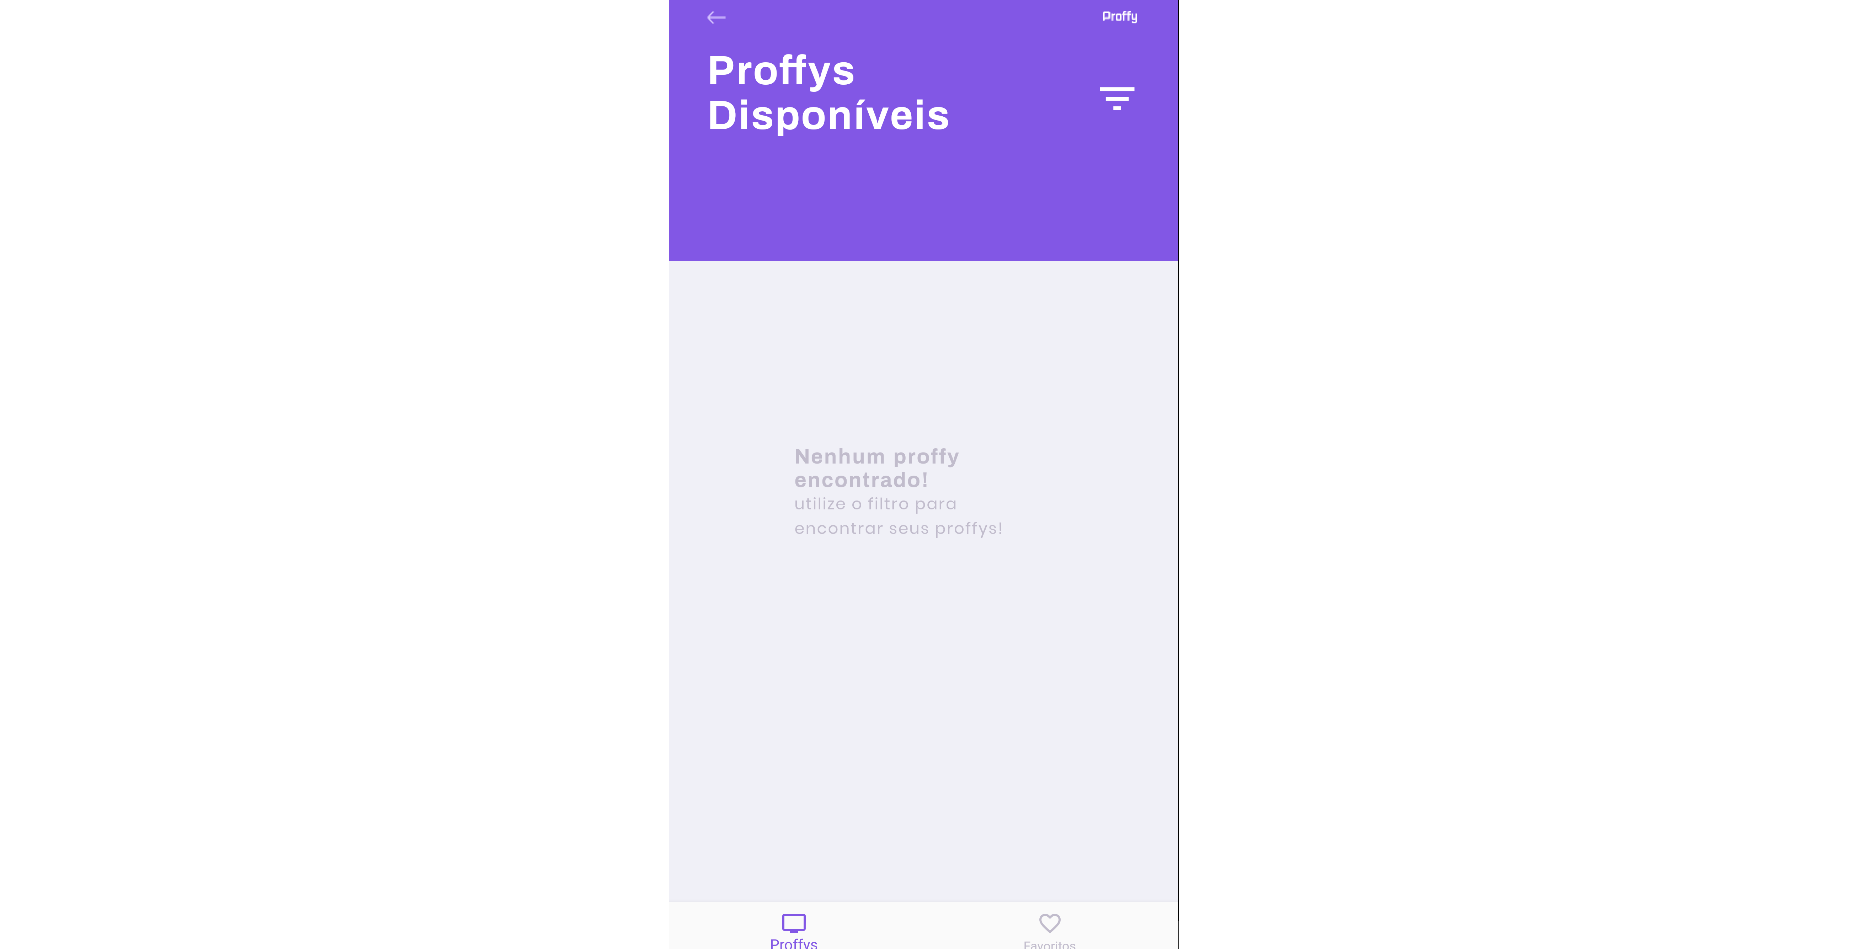 Proffy
Proffys
Disponíveis
Nenhum proffy
encontrado!
utilize o filtro para
encontrar seus proffys!
Proffys
Favoritos